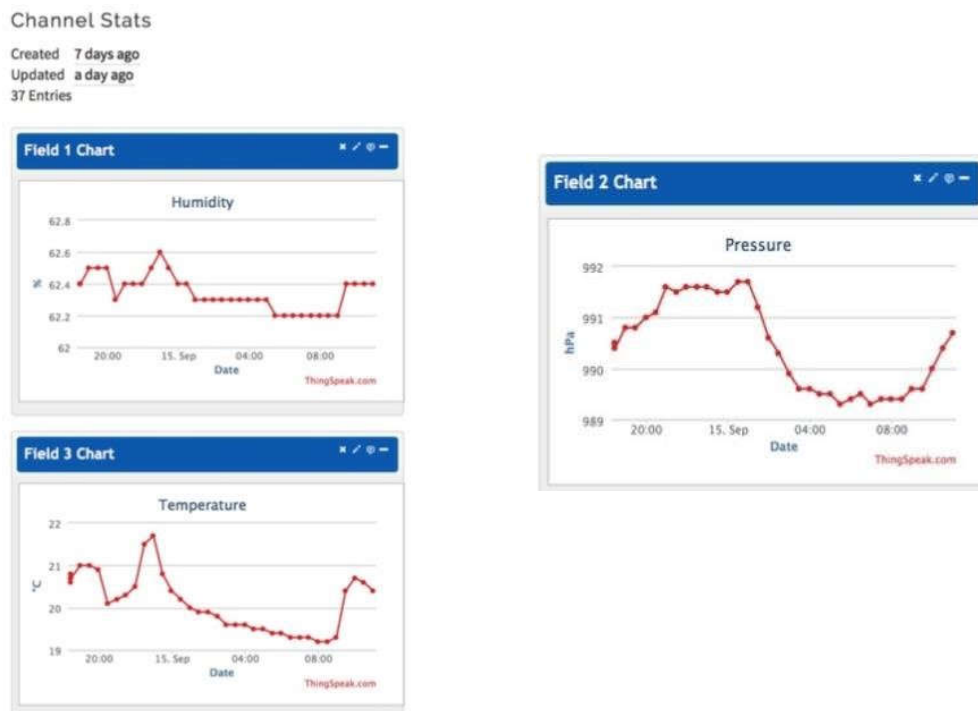 Channel Stats
Created 7 days ago
Updated a day ago
37 Entries
Field 1 Chart
Humidity
62.8
62.6
62.4
62.2
62
%
20:00 15. Sep 04:00 08:00
Date
ThingSpeak.com
Field 2 Chart
Pressure
992
991
990
989
hPa
20:00 15. Sep 04:00 08:00
Date
ThingSpeak.com
Field 3 Chart
Temperature
22
21
20
19
°C
20:00 15. Sep 04:00 08:00
Date
ThingSpeak.com